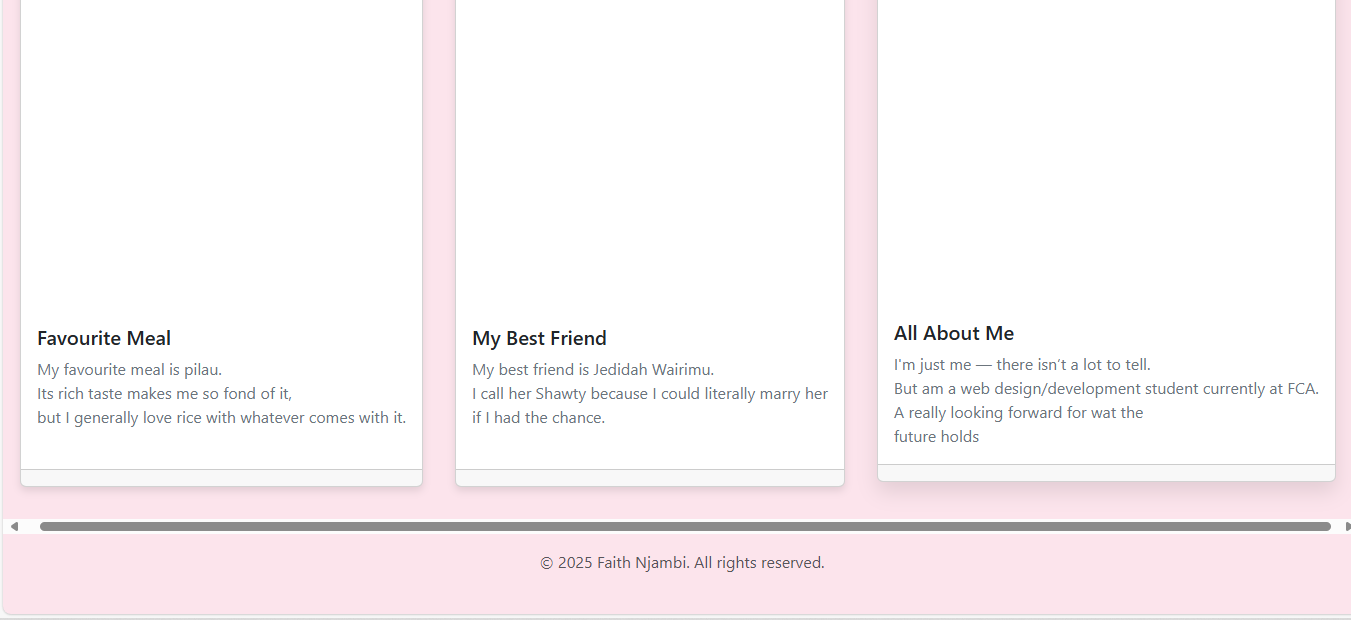 Favourite Meal
My favourite meal is pilau.
Its rich taste makes me so fond of it,
but I generally love rice with whatever comes with it.
My Best Friend
My best friend is Jedidah Wairimu.
I call her Shawty because I could literally marry her
if I had the chance.
All About Me
I'm just me — there isn’t a lot to tell.
But am a web design/development student currently at FCA.
A really looking forward for wat the
future holds
© 2025 Faith Njambi. All rights reserved.